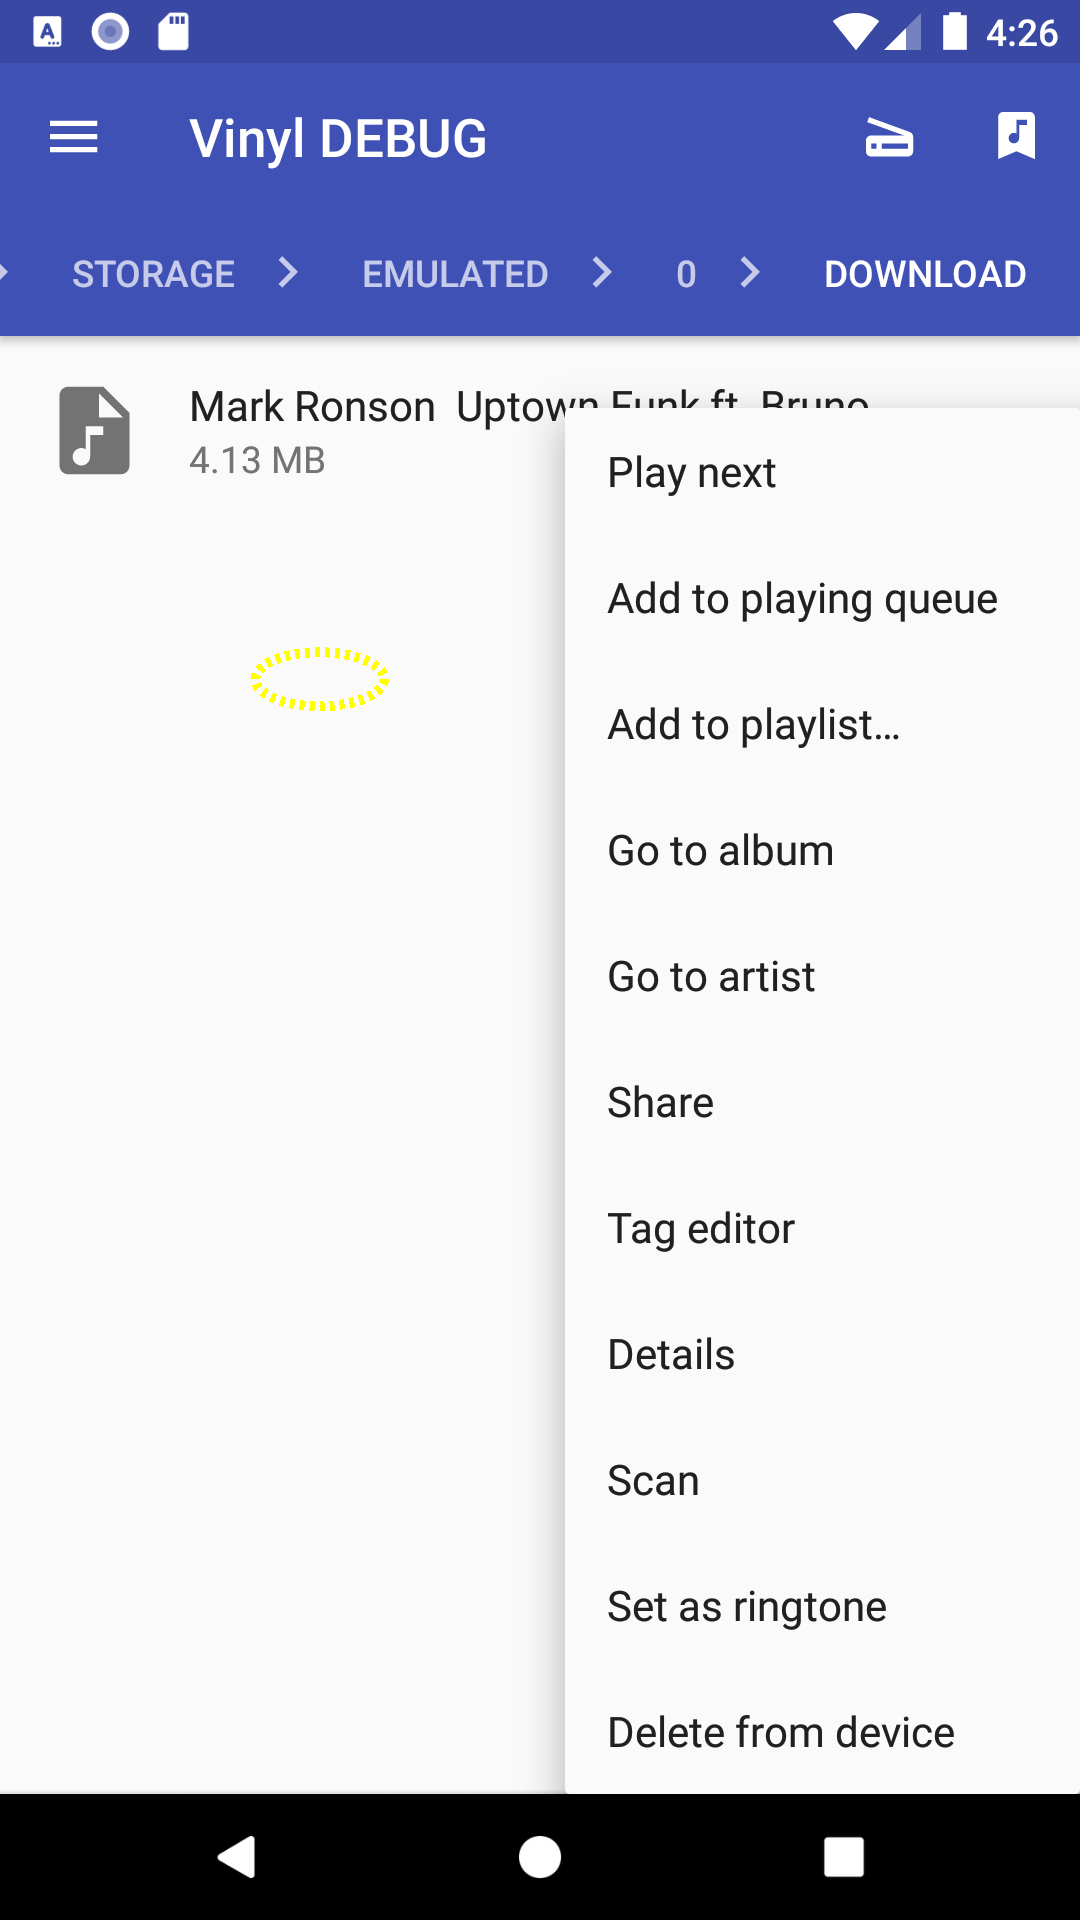 4:26
Vinyl DEBUG
STORAGE EMULATED 0 DOWNLOAD
Mark Ronson Uptown Funk ft. Bruno
4.13 MB
Play next
Add to playing queue
Add to playlist...
Go to album
Go to artist
Share
Tag editor
Details
Scan
Set as ringtone
Delete from device